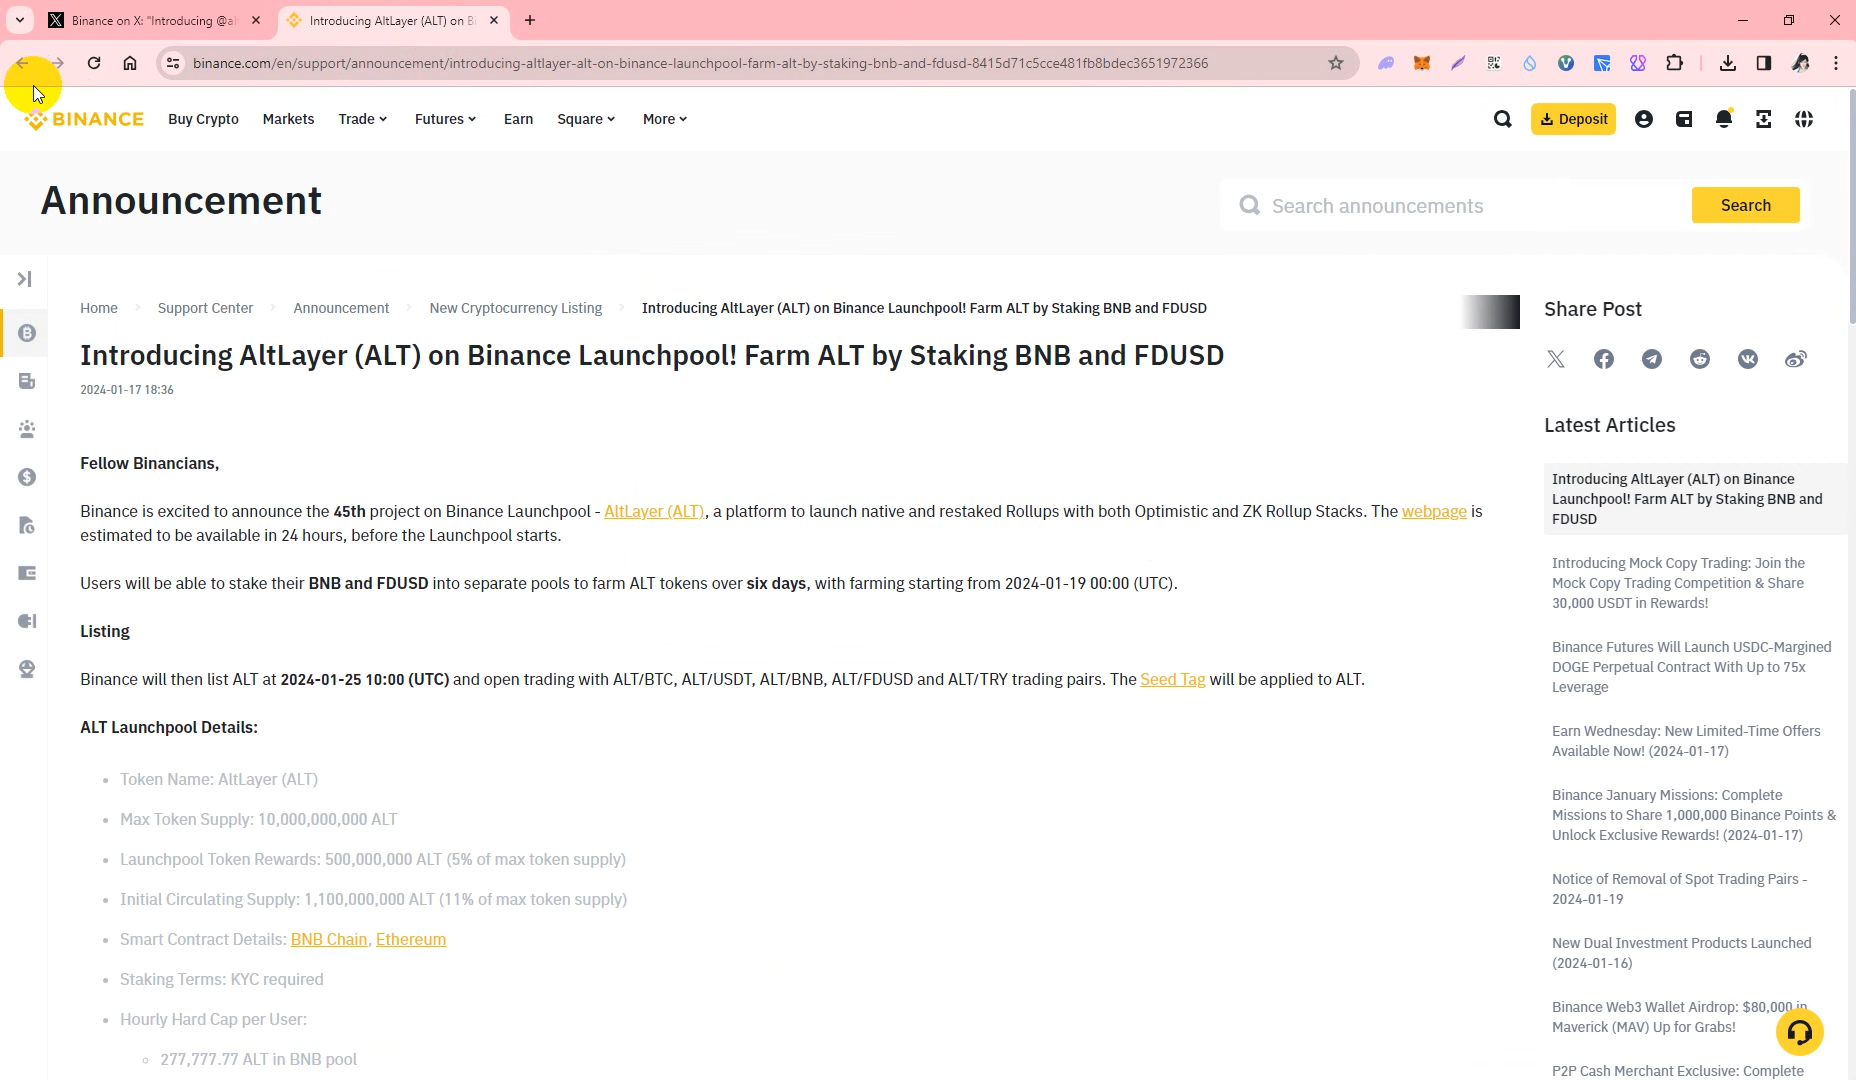 Binance on X: "Introducing @al
Introducing AltLayer (ALT) on B
binance.com/en/support/announcement/introducing-altlayer-alt-on-binance-launchpool-farm-alt-by-staking-bnb-and-fdusd-8415d71c5cce481fb8bdec3651972366
BINANCE
Buy Crypto
Markets
Trade
Futures
Earn
Square
More
Deposit
Announcement
Search announcements
Search
Home
Support Center
Announcement
New Cryptocurrency Listing
Introducing AltLayer (ALT) on Binance Launchpool! Farm ALT by Staking BNB and FDUSD
Introducing AltLayer (ALT) on Binance Launchpool! Farm ALT by Staking BNB and FDUSD
2024-01-17 18:36
Fellow Binancians,
Binance is excited to announce the 45th project on Binance Launchpool - AltLayer (ALT), a platform to launch native and restaked Rollups with both Optimistic and ZK Rollup Stacks. The webpage is
estimated to be available in 24 hours, before the Launchpool starts.
Users will be able to stake their BNB and FDUSD into separate pools to farm ALT tokens over six days, with farming starting from 2024-01-19 00:00 (UTC).
Listing
Binance will then list ALT at 2024-01-25 10:00 (UTC) and open trading with ALT/BTC, ALT/USDT, ALT/BNB, ALT/FDUSD and ALT/TRY trading pairs. The Seed Tag will be applied to ALT.
ALT Launchpool Details:
Token Name: AltLayer (ALT)
Max Token Supply: 10,000,000,000 ALT
Launchpool Token Rewards: 500,000,000 ALT (5% of max token supply)
Initial Circulating Supply: 1,100,000,000 ALT (11% of max token supply)
Smart Contract Details: BNB Chain, Ethereum
Staking Terms: KYC required
Hourly Hard Cap per User:
277,777.77 ALT in BNB pool
Share Post
Latest Articles
Introducing AltLayer (ALT) on Binance
Launchpool! Farm ALT by Staking BNB and
FDUSD
Introducing Mock Copy Trading: Join the
Mock Copy Trading Competition & Share
30,000 USDT in Rewards!
Binance Futures Will Launch USDC-Margined
DOGE Perpetual Contract With Up to 75x
Leverage
Earn Wednesday: New Limited-Time Offers
Available Now! (2024-01-17)
Binance January Missions: Complete
Missions to Share 1,000,000 Binance Points &
Unlock Exclusive Rewards! (2024-01-17)
Notice of Removal of Spot Trading Pairs -
2024-01-19
New Dual Investment Products Launched
(2024-01-16)
Binance Web3 Wallet Airdrop: $80,000 in
Maverick (MAV) Up for Grabs!
P2P Cash Merchant Exclusive: Complete